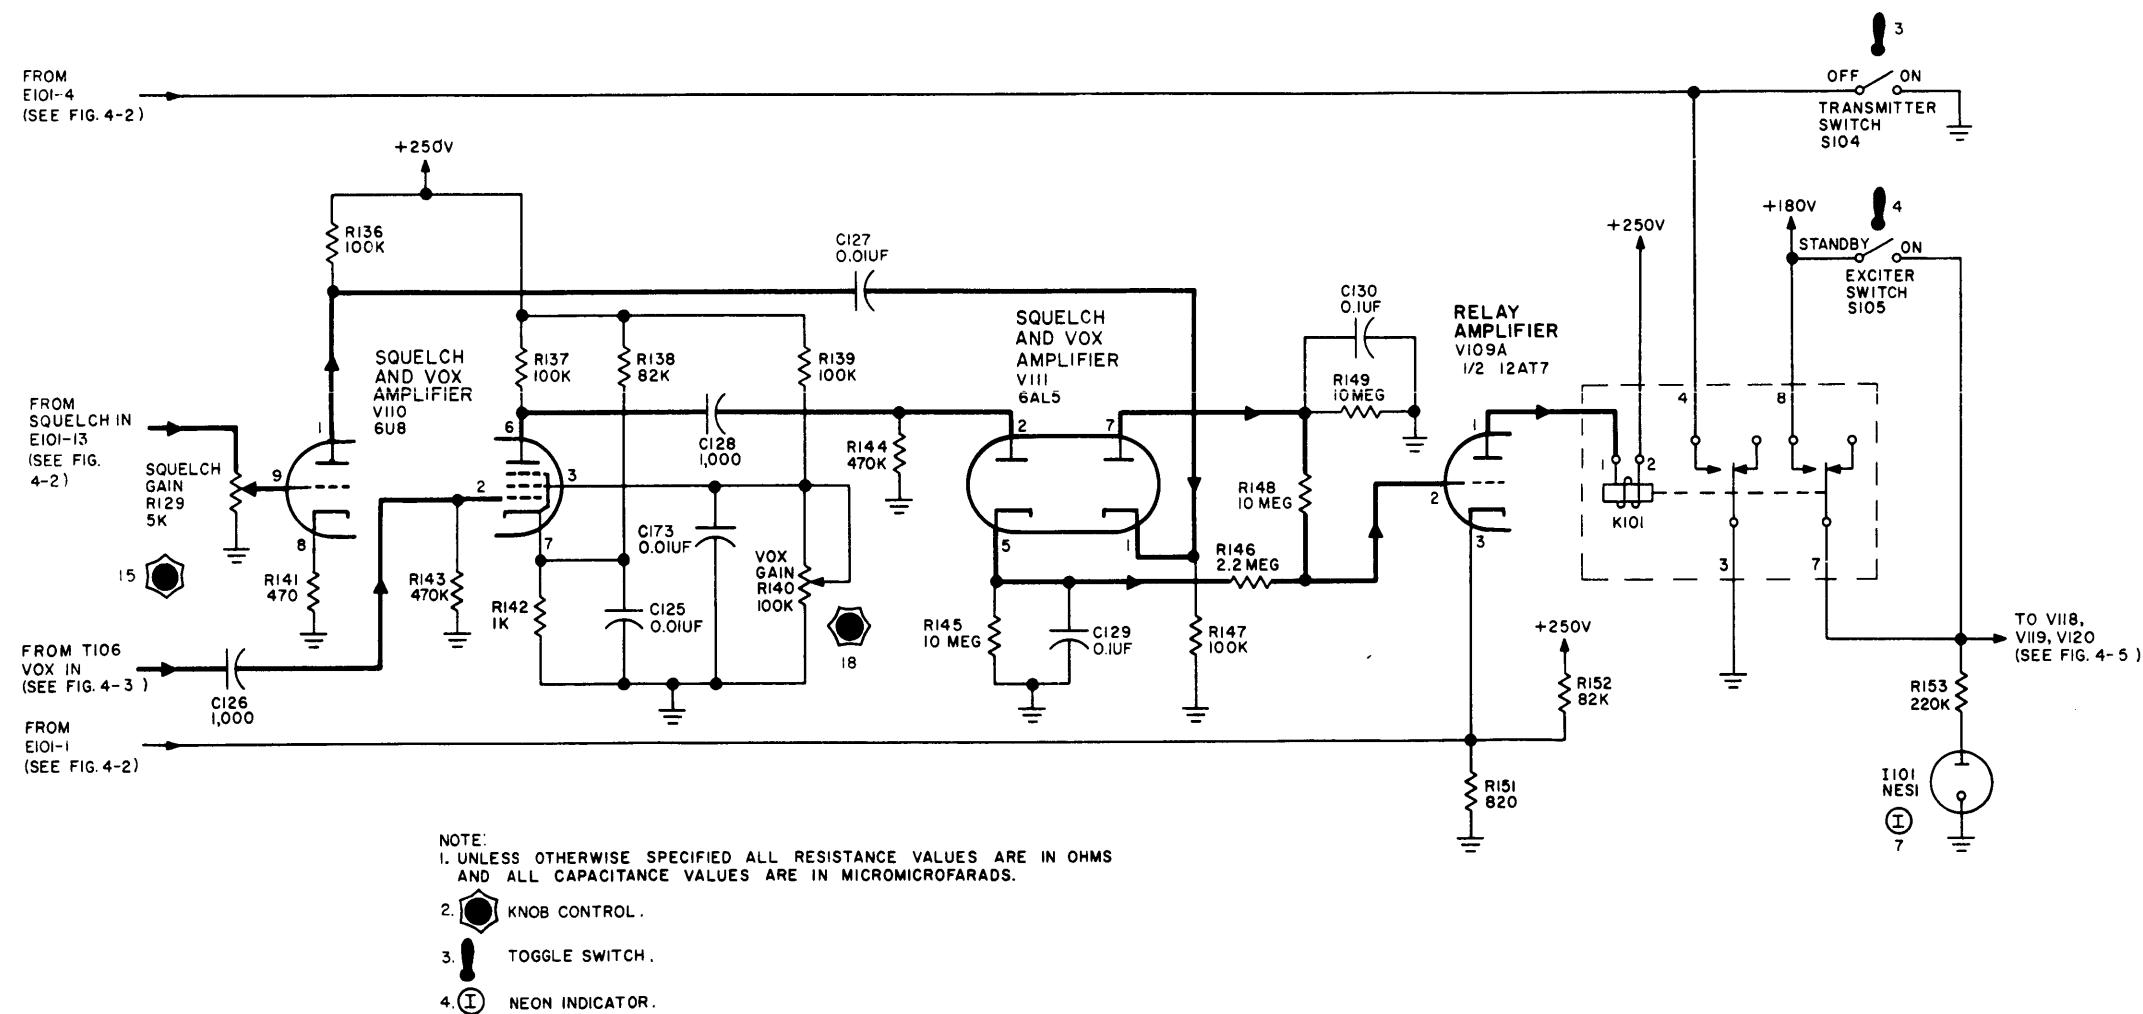 3
FROM
E101-4
(SEE FIG. 4-2)
OFF ON
TRANSMITTER
SWITCH
S104
+250V
+180V
4
+250V
STANDBY ON
EXCITER
SWITCH
S105
R136
100K
C127
0.01UF
C130
0.1UF
RELAY
AMPLIFIER
V109A
1/2 12AT7
SQUELCH
AND VOX
AMPLIFIER
V110
6U8
R137
100K
R138
82K
R139
100K
SQUELCH
AND VOX
AMPLIFIER
V111
6AL5
R149
10 MEG
FROM
SQUELCH IN
E101-13
(SEE FIG.
4-2)
1
6
C128
1,000
R144
470K
2
7
1
4
8
SQUELCH
GAIN
R129
5K
9
2
3
R148
10 MEG
2
1
2
K101
8
7
C173
0.01UF
5
1
3
R146
2.2 MEG
3
7
15
R141
470
R143
470K
R142
1K
C125
0.01UF
VOX
GAIN
R140
100K
18
R145
10 MEG
C129
0.1UF
R147
100K
+250V
R152
82K
TO V118,
V119, V120
(SEE FIG. 4-5)
FROM T106
VOX IN
(SEE FIG. 4-3)
C126
1,000
R153
220K
FROM
E101-1
(SEE FIG. 4-2)
R151
820
I101
NE51
I
7
NOTE:
1. UNLESS OTHERWISE SPECIFIED ALL RESISTANCE VALUES ARE IN OHMS
AND ALL CAPACITANCE VALUES ARE IN MICROMICROFARADS.
2. KNOB CONTROL.
3. TOGGLE SWITCH.
4. I NEON INDICATOR.